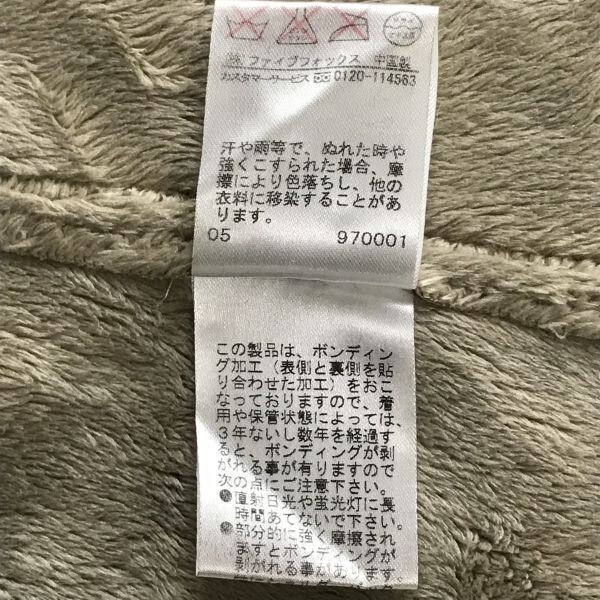 (株)ファイブフォックス 中国製
カスタマーサービス 0120-114563
汗や雨等で、ぬれた時や
強くこすられた場合、摩
擦により色落ちし、他の
衣料に移染することがあ
ります。
05 970001
この製品は、ボンディン
グ加工(表側と裏側を貼
り合わせた加工)をおこ
なっておりますので、着
用や保管状態によっては、
3年ないし数年を経過す
ると、ボンディングが剥
がれる事が有りますので
次の点にご注意下さい。
●直射日光や蛍光灯に長
時間あてないで下さい。
●部分的に強く摩擦され
ますとボンディングが
剥がれる事があります。